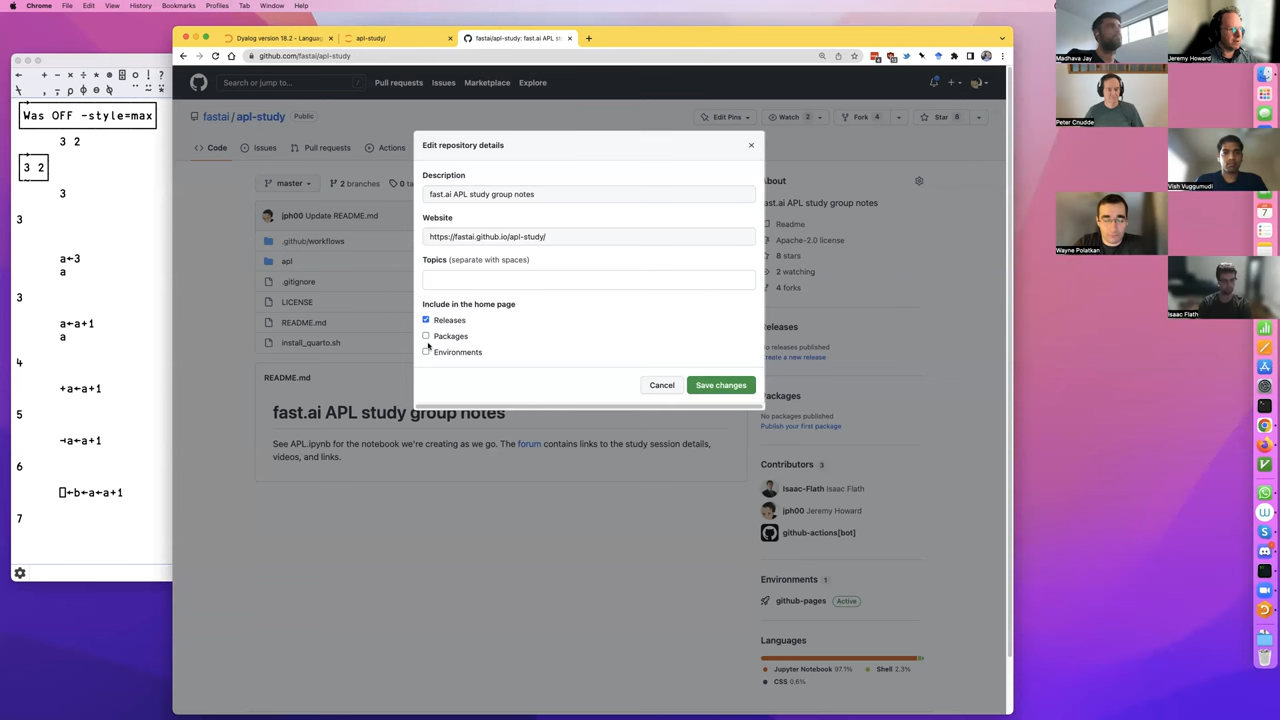 Chrome File Edit View History Bookmarks Profiles Tab Window Help
Dyalog version 18.2 - Langua
apl-study/
fastai/apl-study: fast.ai APL st
github.com/fastai/apl-study
Search or jump to...
/
Pull requests Issues Marketplace Explore
fastai / apl-study Public
Edit Pins Watch 2 Fork 4 Star 8
Code Issues Pull requests Actions
master 2 branches 0 ta
jph00 Update README.md
.github/workflows
apl
.gitignore
LICENSE
README.md
install_quarto.sh
README.md
fast.ai APL study group notes
See APL.ipynb for the notebook we're creating as we go. The forum contains links to the study session details,
videos, and links.
Edit repository details
Description
fast.ai APL study group notes
Website
https://fastai.github.io/apl-study/
Topics (separate with spaces)
Include in the home page
Releases
Packages
Environments
Cancel Save changes
About
fast.ai APL study group notes
Readme
Apache-2.0 license
8 stars
2 watching
4 forks
Releases
No releases published
Create a new release
Packages
No packages published
Publish your first package
Contributors 3
Isaac-Flath Isaac Flath
jph00 Jeremy Howard
github-actions[bot]
Environments 1
github-pages Active
Languages
Jupyter Notebook 97.1% Shell 2.3%
CSS 0.6%
Was OFF -style=max
3 2
3 2
3
3
a←3
a
3
a←a+1
a
4
+a←a+1
5
⊣a←a+1
6
⎕←b←a←a+1
7
Madhava Jay
Jeremy Howard
Peter Cnudde
Vish Vuggumudi
Wayne Polatkan
Isaac Flath